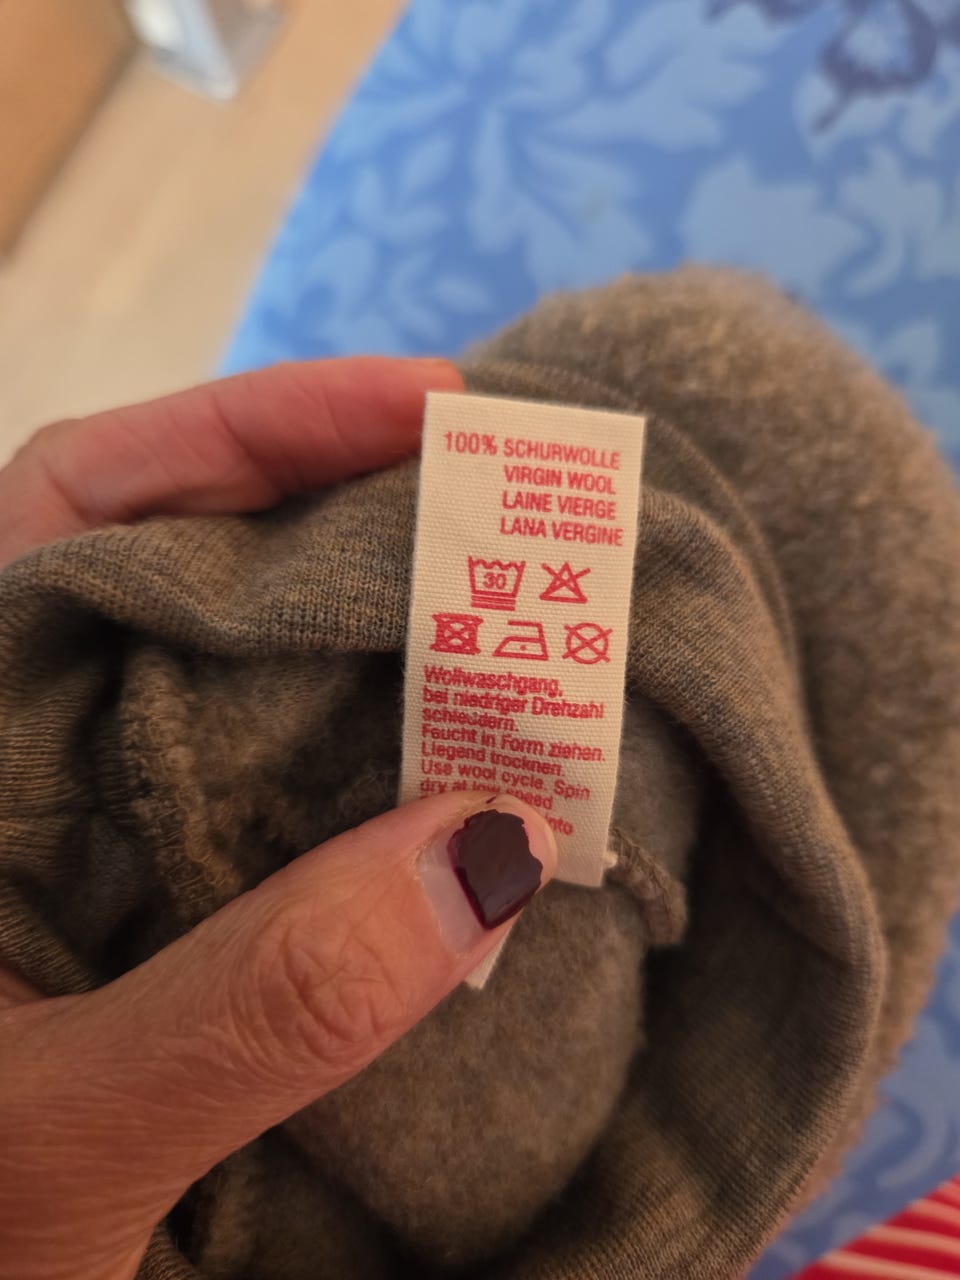 100% SCHURWOLLE
VIRGIN WOOL
LAINE VIERGE
LANA VERGINE
30
Wollwaschgang,
bei niedriger Drehzahl
schleudern.
Feucht in Form ziehen.
Liegend trocknen.
Use wool cycle. Spin
dry at low speed
into